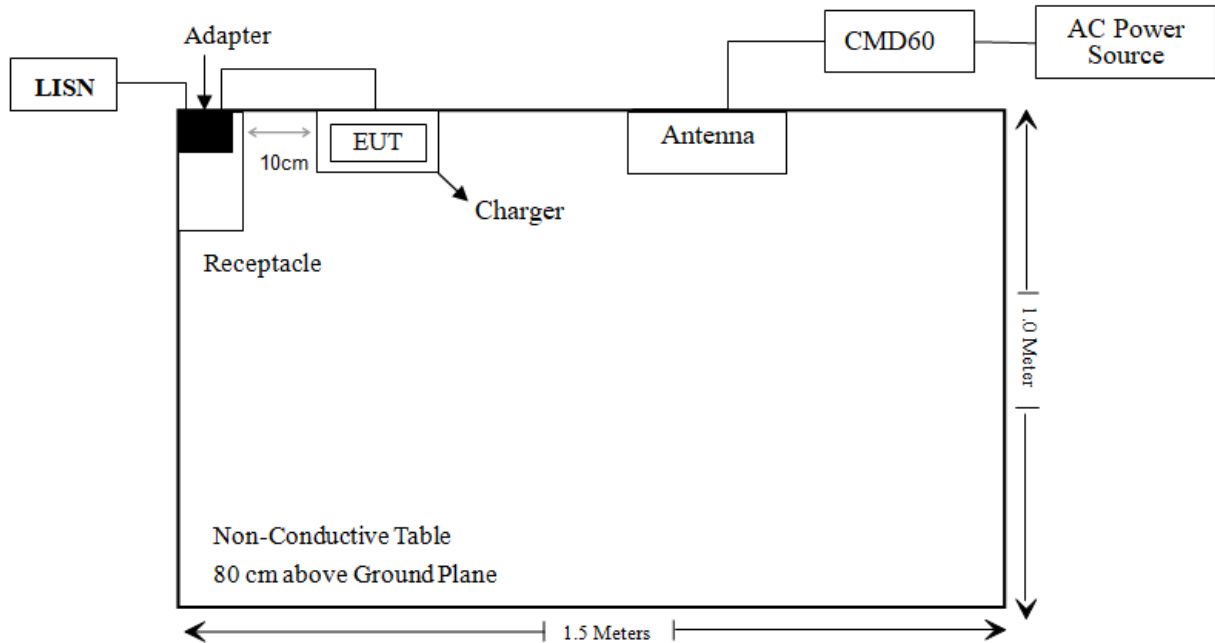 Adapter
LISN
CMD60
AC Power
Source
EUT
Antenna
10cm
Charger
Receptacle
1.0 Meter
Non-Conductive Table
80 cm above Ground Plane
1.5 Meters